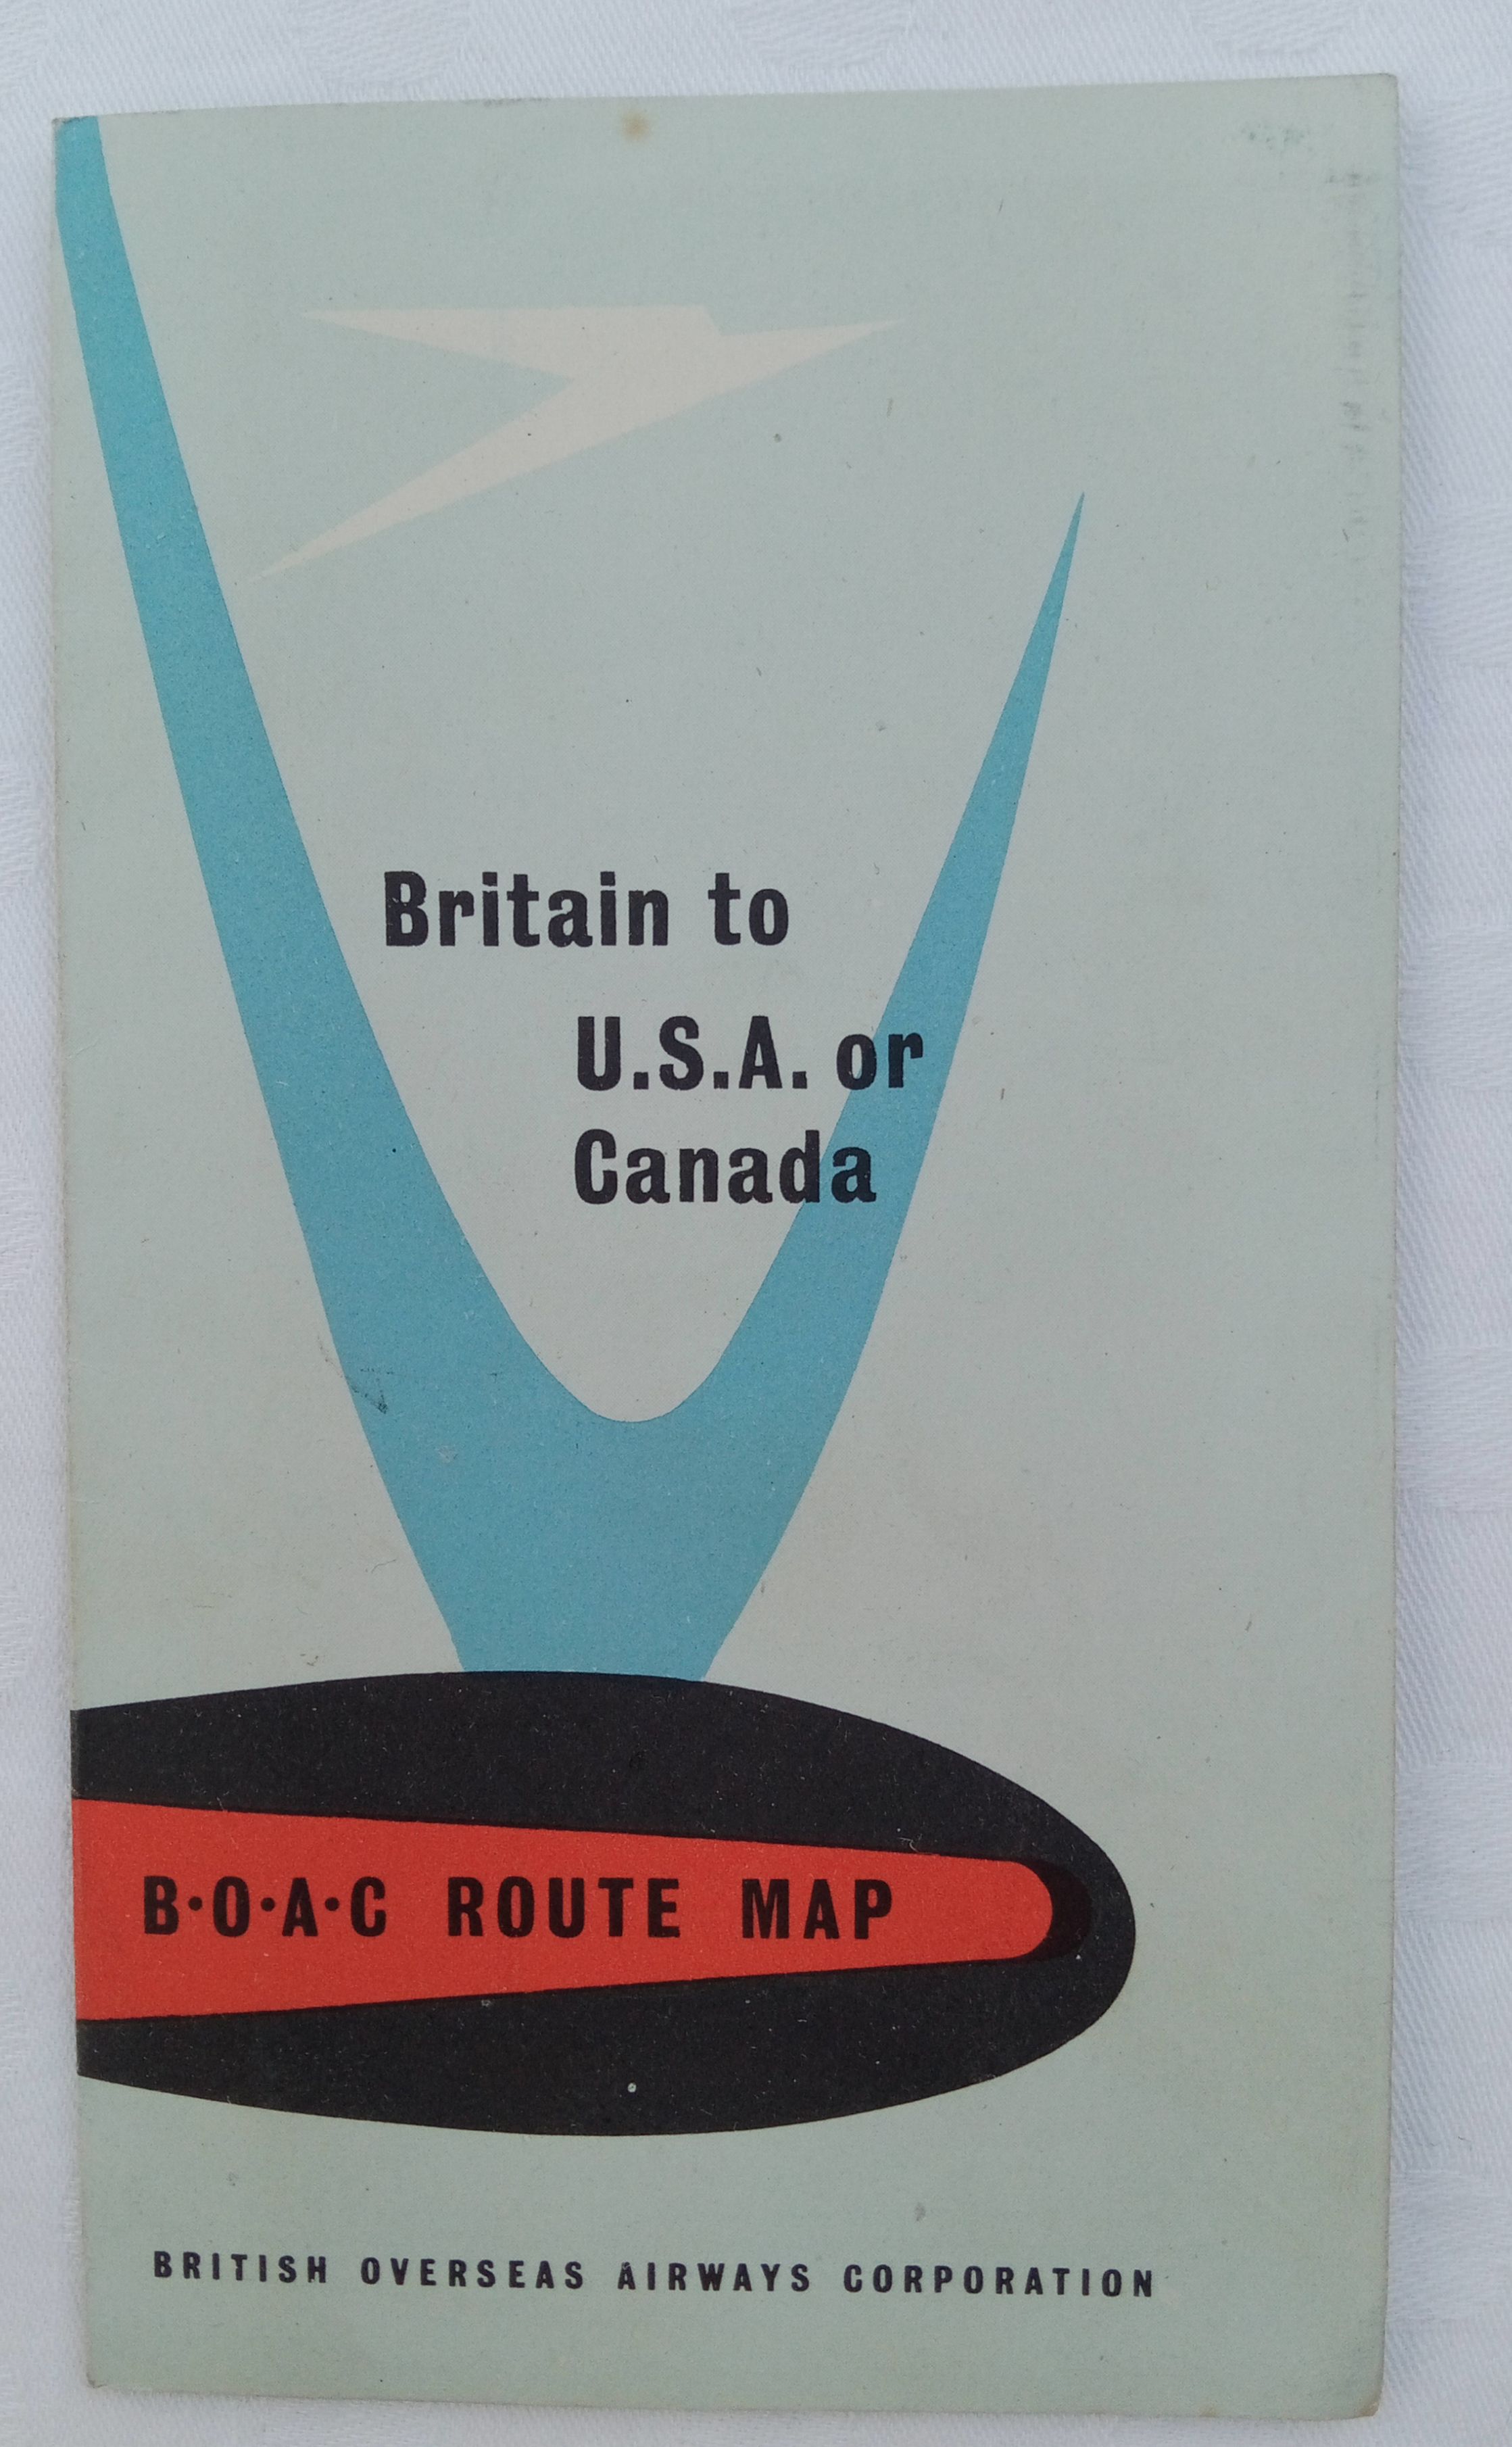 Britain to
U.S.A. or
Canada
B·O·A·C ROUTE MAP
BRITISH OVERSEAS AIRWAYS CORPORATION